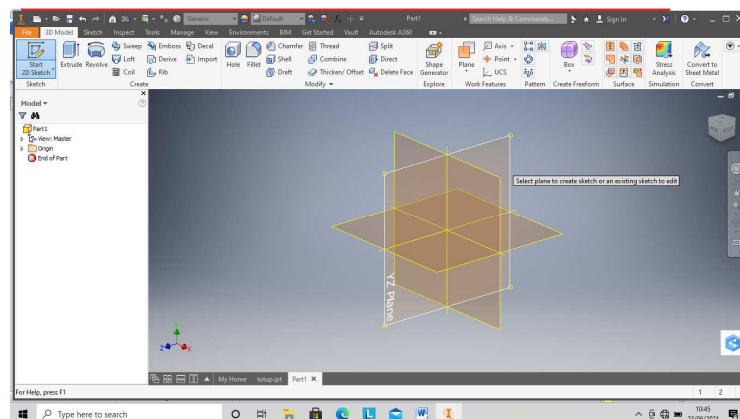 PRO
Generic
Default
Part1
Search Help & Commands...
Sign In
File 3D Model Sketch Inspect Tools Manage View Environments BIM Get Started Vault Autodesk A360
Start
2D Sketch
Extrude Revolve
Sweep Emboss Decal
Loft Derive Import
Coil Rib
Hole Fillet
Chamfer Thread Split
Shell Combine Direct
Draft Thicken/ Offset Delete Face
Shape
Generator
Plane
Axis
Point
UCS
Box
Stress
Analysis
Convert to
Sheet Metal
Sketch Create Modify Explore Work Features Pattern Create Freeform Surface Simulation Convert
Model
Part1
View: Master
Origin
End of Part
Select plane to create sketch or an existing sketch to edit
YZ Plane
z x
My Home tutup.ipt Part1 X
For Help, press F1
1 2
Type here to search
10:45
23/06/2021